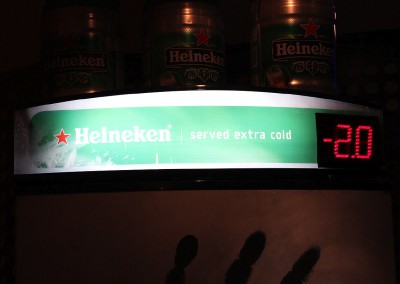 Heineken
Heineken
Heineken
Heineken | served extra cold
-2.0